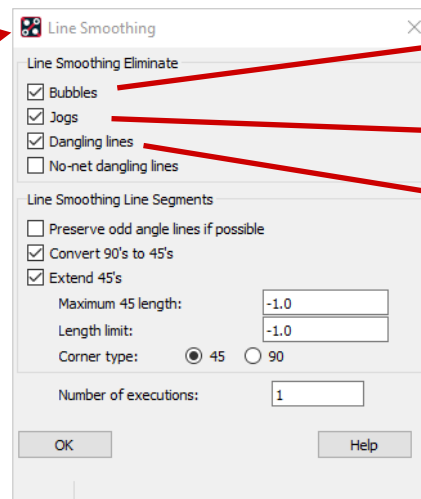 Line Smoothing
Line Smoothing Eliminate
Bubbles
Jogs
Dangling lines
No-net dangling lines
Line Smoothing Line Segments
Preserve odd angle lines if possible
Convert 90's to 45's
Extend 45's
Maximum 45 length: -1.0
Length limit: -1.0
Corner type: 45 90
Number of executions: 1
OK Help